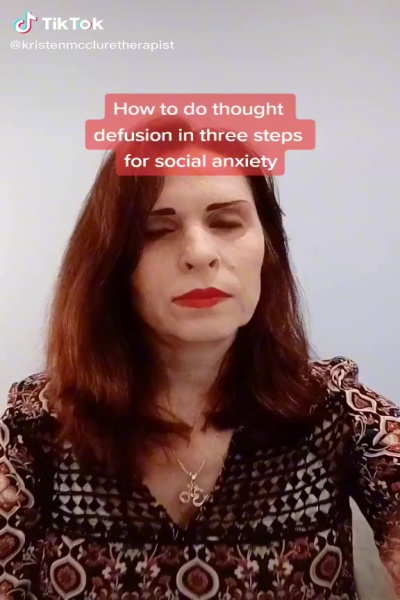 TikTok
@kristenmccluretherapist
How to do thought
defusion in three steps
for social anxiety